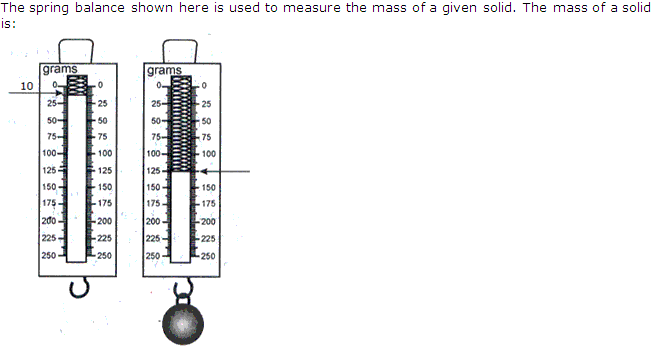 The spring balance shown here is used to measure the mass of a given solid. The mass of a solid
is:
grams grams
10 0 0 0 0
25 25 25 25
50 50 50 50
75 75 75 75
100 100 100 100
125 125 125
150 150 150 150
175 175 175 175
200 200 200 200
225 225 225 225
250 250 250 250